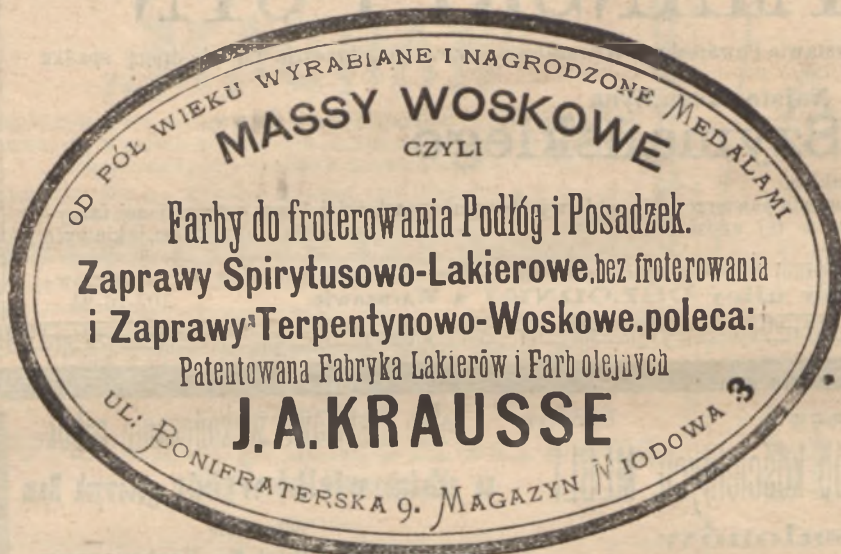 OD PÓŁ WIEKU WYRABIANE I NAGRODZONE MEDALAMI
MASSY WOSKOWE
CZYLI
Farby do froterowania Podłóg i Posadzek.
Zaprawy Spirytusowo-Lakierowe, bez froterowania
i Zaprawy Terpentynowo-Woskowe. poleca:
Patentowana Fabryka Lakierów i Farb olejnych
J. A. KRAUSSE
UL: BONIFRATERSKA 9. MAGAZYN MIODOWA 3